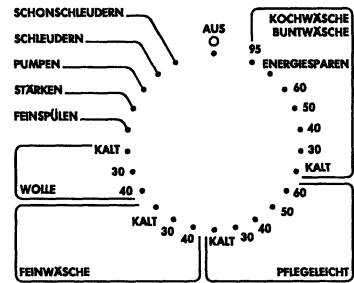 SCHONSCHLEUDERN
SCHLEUDERN
PUMPEN
STÄRKEN
FEINSPÜLEN
AUS
KOCHWÄSCHE
BUNTWÄSCHE
95
ENERGIESPAREN
60
50
40
30
KALT
60
50
40
30
KALT
PFLEGELEICHT
40
30
KALT
FEINWÄSCHE
40
30
KALT
WOLLE